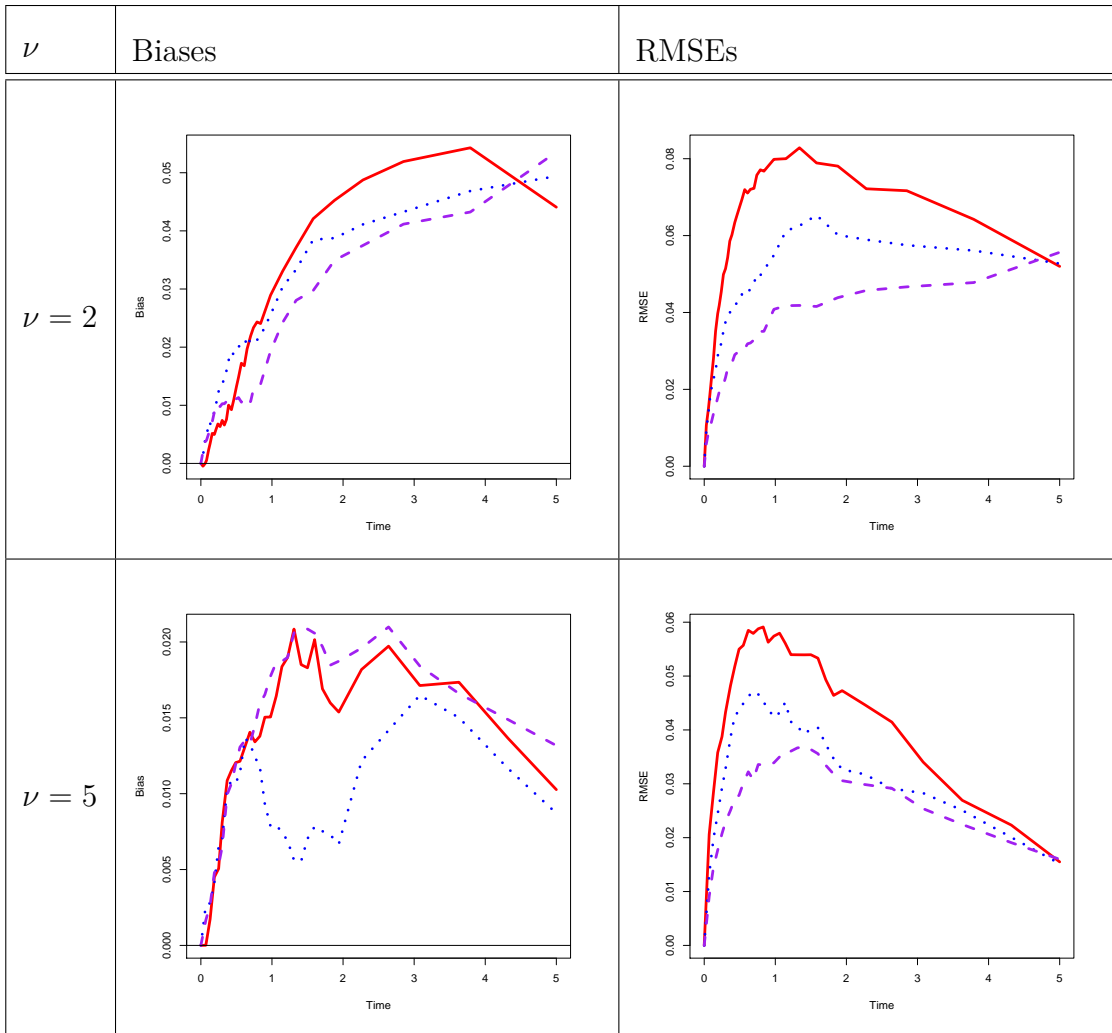 ν Biases RMSEs
ν = 2
Bias
0.00 0.01 0.02 0.03 0.04 0.05
0 1 2 3 4 5
Time
RMSE
0.00 0.02 0.04 0.06 0.08
0 1 2 3 4 5
Time
ν = 5
Bias
0.000 0.005 0.010 0.015 0.020
0 1 2 3 4 5
Time
RMSE
0.00 0.01 0.02 0.03 0.04 0.05 0.06
0 1 2 3 4 5
Time